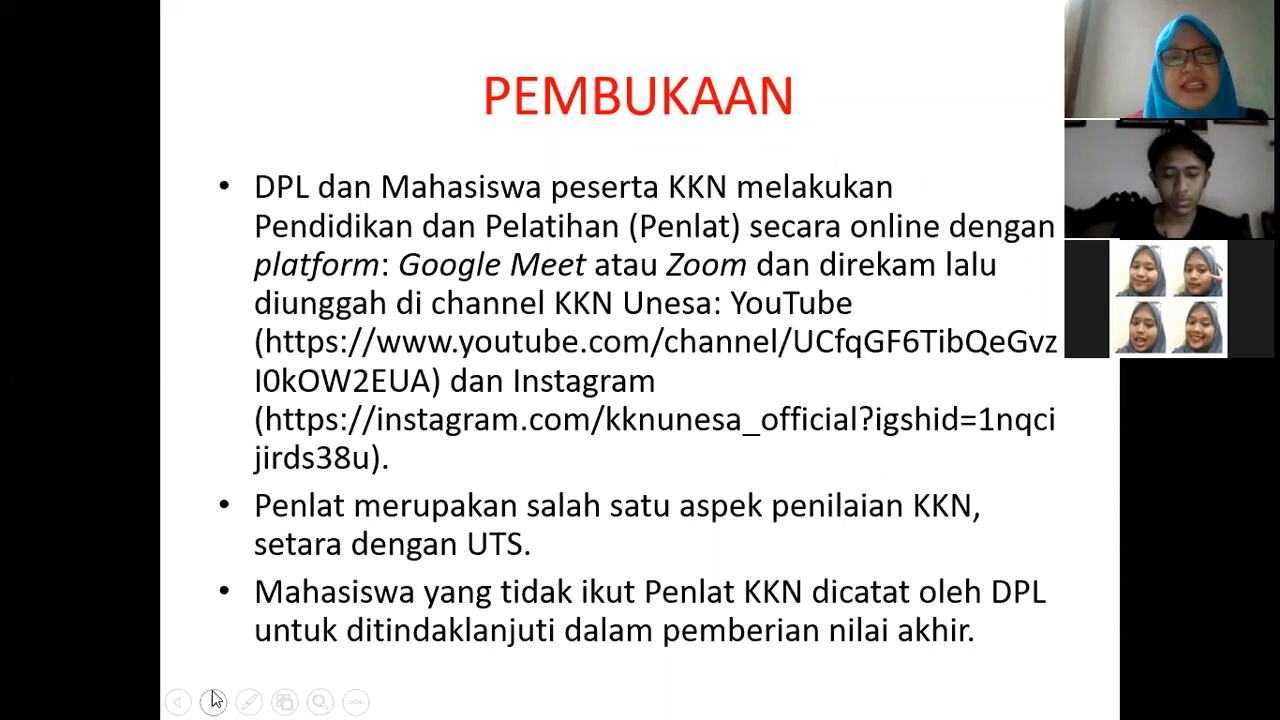 PEMBUKAAN
• DPL dan Mahasiswa peserta KKN melakukan
Pendidikan dan Pelatihan (Penlat) secara online dengan
platform: Google Meet atau Zoom dan direkam lalu
diunggah di channel KKN Unesa: YouTube
(https://www.youtube.com/channel/UCfqGF6TibQeGvz
I0kOW2EUA) dan Instagram
(https://instagram.com/kknunesa_official?igshid=1nqci
jirds38u).
• Penlat merupakan salah satu aspek penilaian KKN,
setara dengan UTS.
• Mahasiswa yang tidak ikut Penlat KKN dicatat oleh DPL
untuk ditindaklanjuti dalam pemberian nilai akhir.